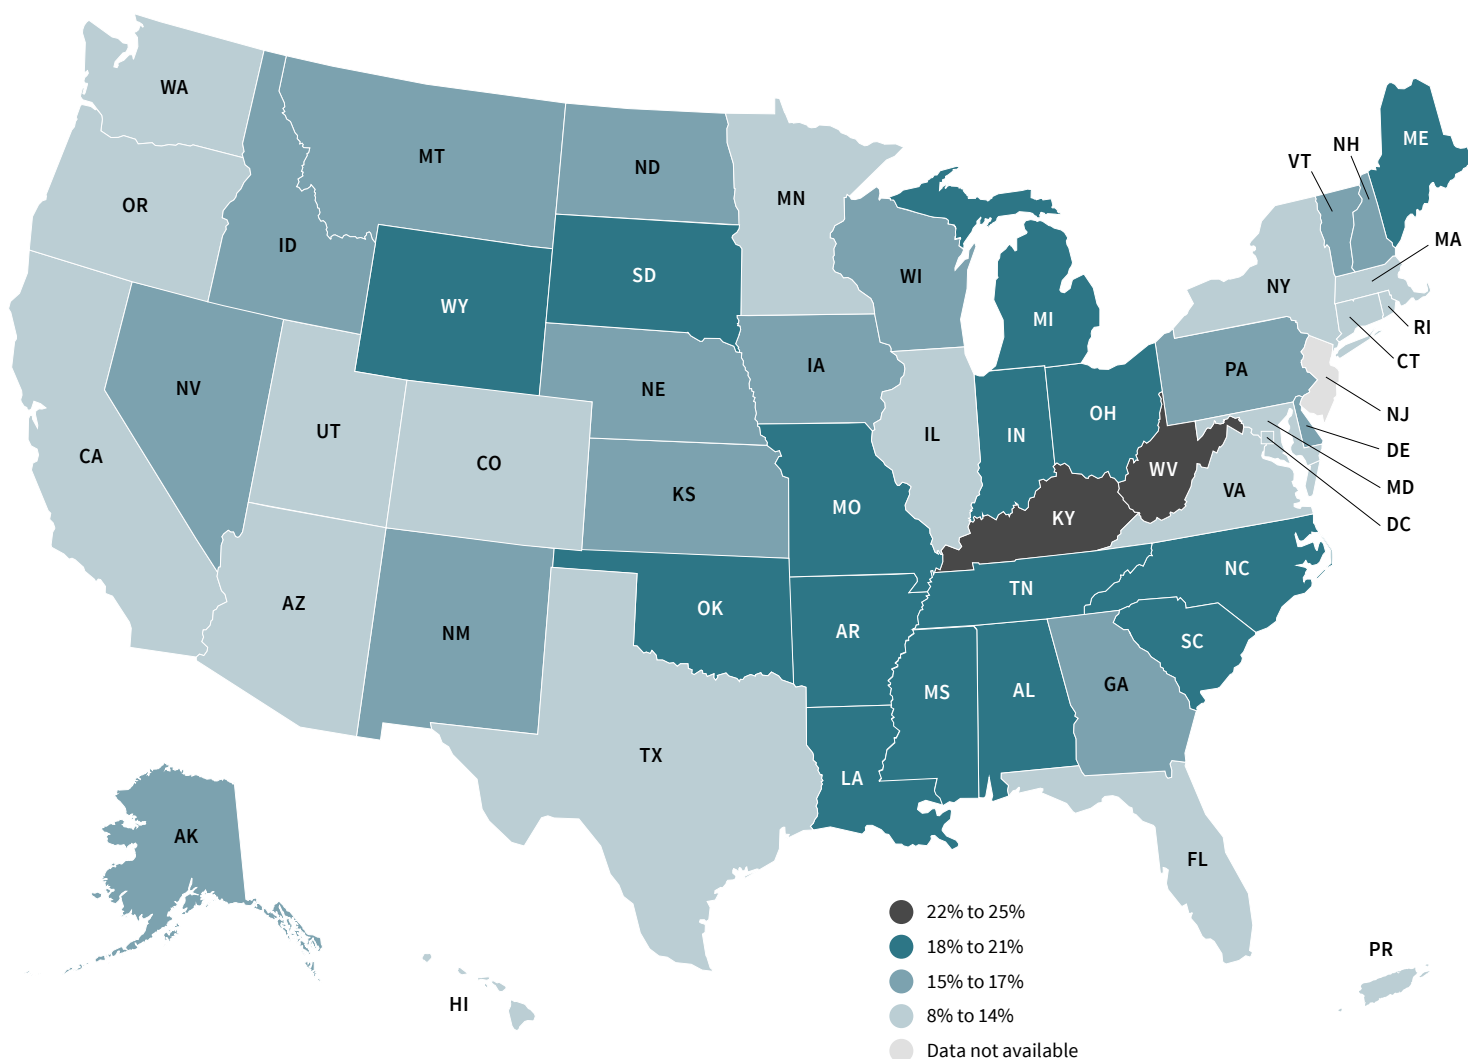 WA
OR
CA
NV
ID
MT
WY
UT
CO
AZ
NM
ND
SD
NE
KS
OK
TX
MN
IA
MO
AR
LA
WI
IL
MI
IN
OH
KY
TN
MS
AL
GA
FL
SC
NC
VA
WV
PA
NY
VT
NH
ME
MA
RI
CT
NJ
DE
MD
DC
AK
HI
PR
22% to 25%
18% to 21%
15% to 17%
8% to 14%
Data not available